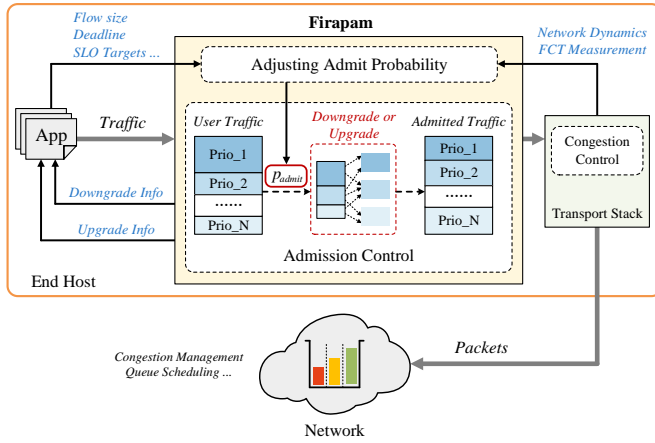 Flow size
Deadline
SLO Targets ...
Firapam
Network Dynamics
FCT Measurement
Adjusting Admit Probability
App
Traffic
User Traffic
Downgrade or
Upgrade
Admitted Traffic
Prio_1
Prio_2
......
Prio_N
Padmit
Prio_1
Prio_2
......
Prio_N
Congestion
Control
Transport Stack
Downgrade Info
Upgrade Info
Admission Control
End Host
Congestion Management
Queue Scheduling ...
Packets
Network